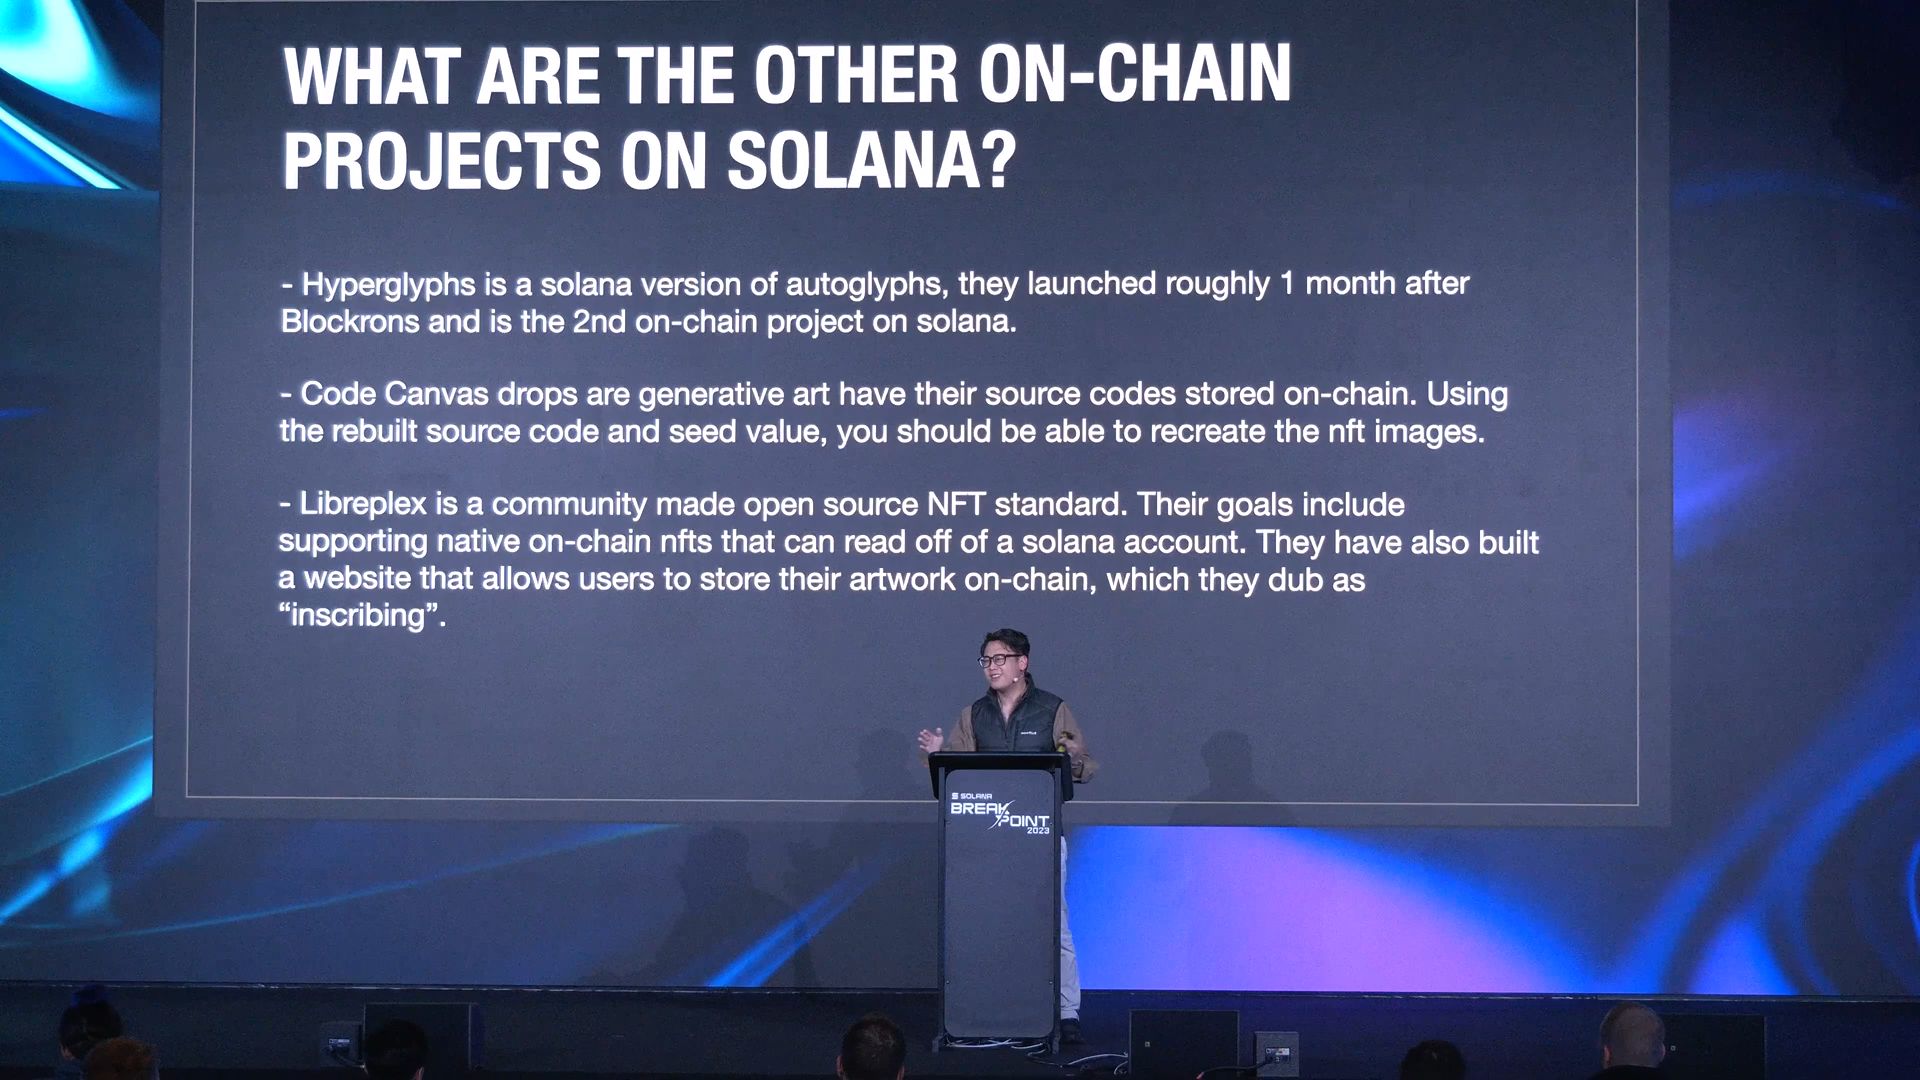 WHAT ARE THE OTHER ON-CHAIN
PROJECTS ON SOLANA?
- Hyperglyphs is a solana version of autoglyphs, they launched roughly 1 month after
Blockrons and is the 2nd on-chain project on solana.
- Code Canvas drops are generative art have their source codes stored on-chain. Using
the rebuilt source code and seed value, you should be able to recreate the nft images.
- Libreplex is a community made open source NFT standard. Their goals include
supporting native on-chain nfts that can read off of a solana account. They have also built
a website that allows users to store their artwork on-chain, which they dub as
“inscribing”.
SOLANA
BREAK
POINT
2023